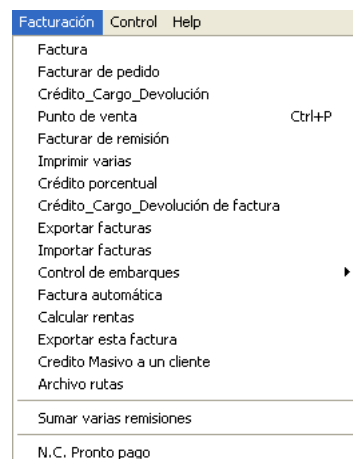 Facturación Control Help
Factura
Facturar de pedido
Crédito_Cargo_Devolución
Punto de venta Ctrl+P
Facturar de remisión
Imprimir varias
Crédito porcentual
Crédito_Cargo_Devolución de factura
Exportar facturas
Importar facturas
Control de embarques
Factura automática
Calcular rentas
Exportar esta factura
Credito Masivo a un cliente
Archivo rutas
Sumar varias remisiones
N.C. Pronto pago